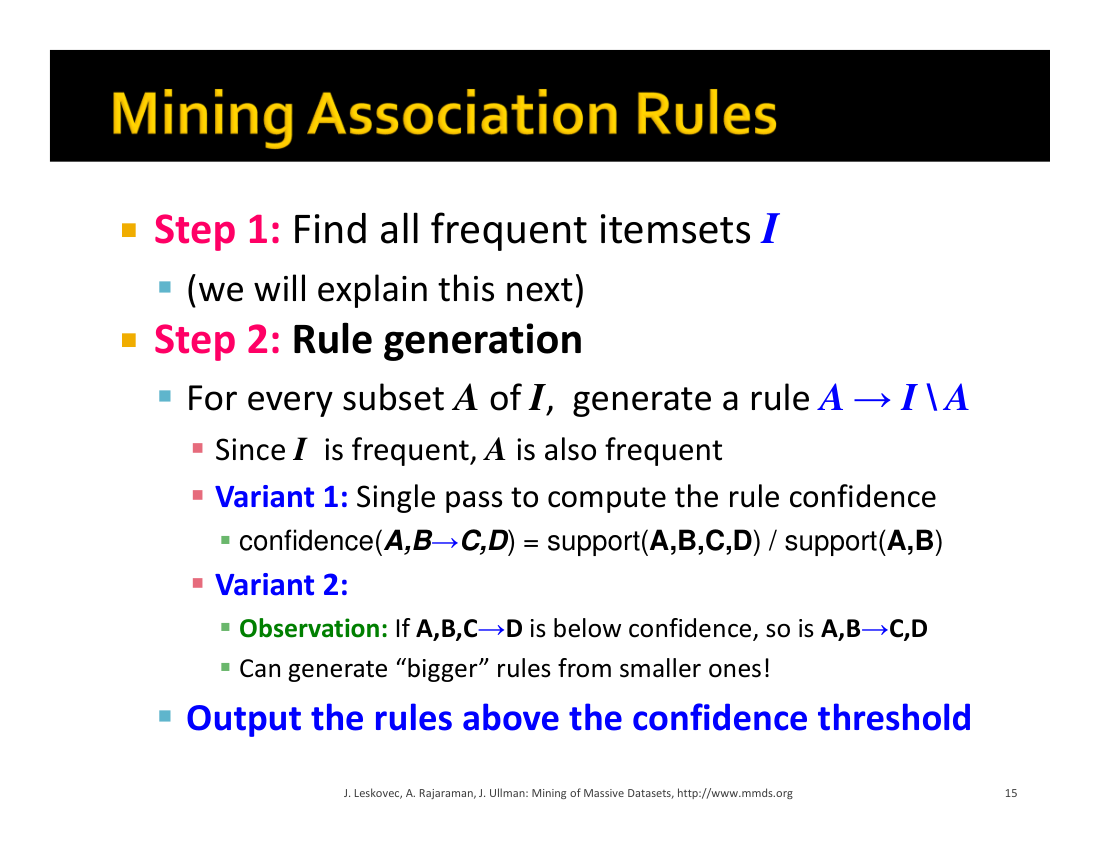 Mining Association Rules
Step 1: Find all frequent itemsets I
(we will explain this next)
Step 2: Rule generation
For every subset A of I, generate a rule A → I \ A
Since I is frequent, A is also frequent
Variant 1: Single pass to compute the rule confidence
confidence(A,B→C,D) = support(A,B,C,D) / support(A,B)
Variant 2:
Observation: If A,B,C→D is below confidence, so is A,B→C,D
Can generate “bigger” rules from smaller ones!
Output the rules above the confidence threshold
J. Leskovec, A. Rajaraman, J. Ullman: Mining of Massive Datasets, http://www.mmds.org
15